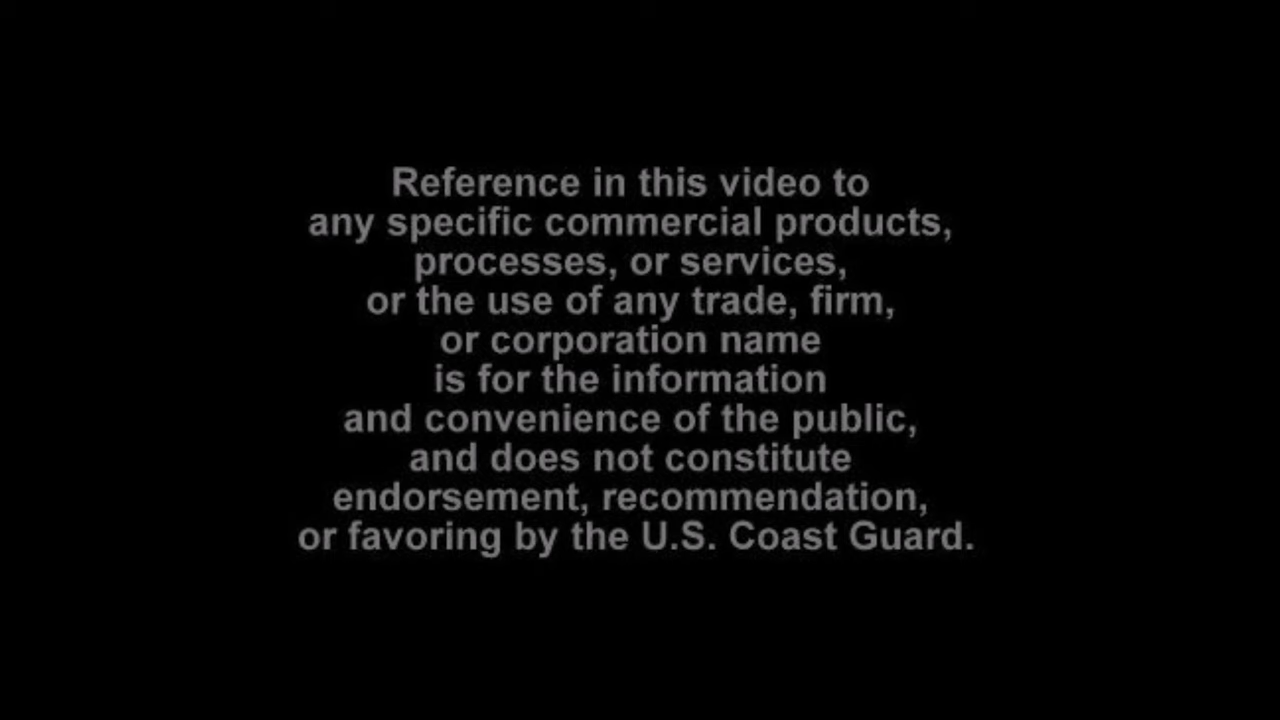 Reference in this video to
any specific commercial products,
processes, or services,
or the use of any trade, firm,
or corporation name
is for the information
and convenience of the public,
and does not constitute
endorsement, recommendation,
or favoring by the U.S. Coast Guard.